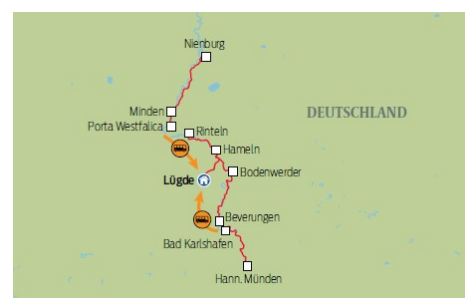 Nienburg
Minden
DEUTSCHLAND
Porta Westfalica
Rinteln
Hameln
Bodenwerder
Lügde
Beverungen
Bad Karlshafen
Hann. Münden